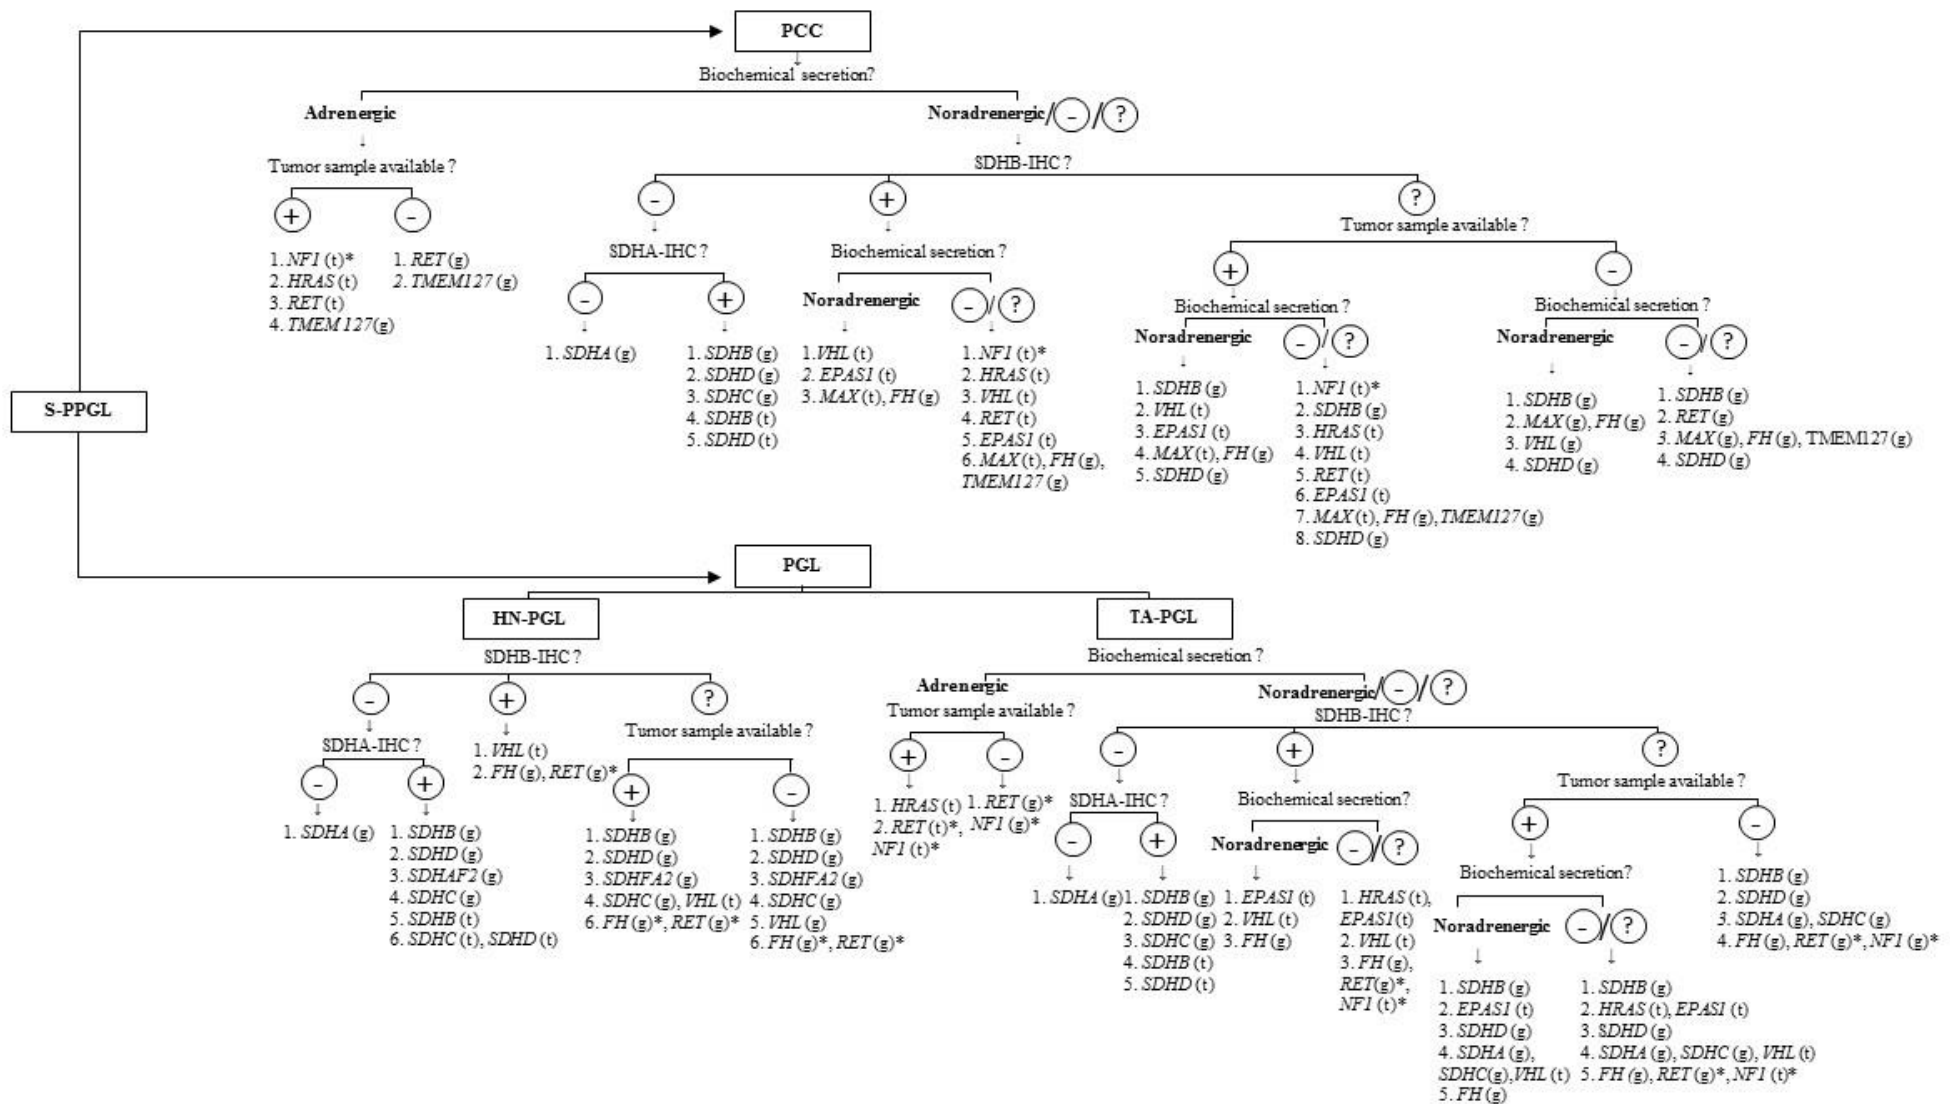 PCC
Biochemical secretion?
Adrenergic
Noradrenergic/-/?
Tumor sample available ?
+
-
1. NF1 (t)*
2. HRAS (t)
3. RET (t)
4. TMEM127(g)
1. RET (g)
2. TMEM127 (g)
SDHB-IHC ?
-
+
?
SDHA-IHC ?
-
+
1. SDHA (g)
1. SDHB (g)
2. SDHD (g)
3. SDHC (g)
4. SDHB (t)
5. SDHD (t)
Biochemical secretion ?
Noradrenergic
-/?
1. VHL (t)
2. EPAS1 (t)
3. MAX (t), FH (g)
1. NF1 (t)*
2. HRAS (t)
3. VHL (t)
4. RET (t)
5. EPAS1 (t)
6. MAX (t), FH (g),
TMEM127 (g)
Tumor sample available ?
+
-
Biochemical secretion ?
Noradrenergic
-/?
1. SDHB (g)
2. VHL (t)
3. EPAS1 (t)
4. MAX (t), FH (g)
5. SDHD (g)
1. NF1 (t)*
2. SDHB (g)
3. HRAS (t)
4. VHL (t)
5. RET (t)
6. EPAS1 (t)
7. MAX (t), FH (g), TMEM127 (g)
8. SDHD (g)
Biochemical secretion ?
Noradrenergic
-/?
1. SDHB (g)
2. MAX (g), FH (g)
3. VHL (g)
4. SDHD (g)
1. SDHB (g)
2. RET (g)
3. MAX (g), FH (g), TMEM127 (g)
4. SDHD (g)
S-PPGL
PGL
HN-PGL
SDHB-IHC ?
-
+
?
SDHA-IHC ?
-
+
1. SDHA (g)
1. SDHB (g)
2. SDHD (g)
3. SDHAF2 (g)
4. SDHC (g)
5. SDHB (t)
6. SDHC (t), SDHD (t)
1. VHL (t)
2. FH (g), RET (g)*
Tumor sample available ?
+
-
1. SDHB (g)
2. SDHD (g)
3. SDHFA2 (g)
4. SDHC (g), VHL (t)
6. FH (g)*, RET (g)*
1. SDHB (g)
2. SDHD (g)
3. SDHFA2 (g)
4. SDHC (g)
5. VHL (g)
6. FH (g)*, RET (g)*
TA-PGL
Biochemical secretion ?
Adrenergic
Noradrenergic/-/?
Tumor sample available ?
+
-
1. HRAS (t)
2. RET (t)*,
NF1 (t)*
1. RET (g)*
NF1 (g)*
SDHB-IHC?
-
+
?
SDHA-IHC ?
-
+
1. SDHA (g)
1. SDHB (g)
2. SDHD (g)
3. SDHC (g)
4. SDHB (t)
5. SDHD (t)
Biochemical secretion?
Noradrenergic
-/?
1. EPAS1 (t)
2. VHL (t)
3. FH (g)
1. HRAS (t),
EPAS1(t)
2. VHL (t)
3. FH (g),
RET(g)*,
NF1 (t)*
Tumor sample available ?
+
-
Biochemical secretion?
Noradrenergic
-/?
1. SDHB (g)
2. EPAS1 (t)
3. SDHD (g)
4. SDHA (g),
SDHC(g), VHL (t)
5. FH (g)
1. SDHB (g)
2. HRAS (t), EPAS1 (t)
3. SDHD (g)
4. SDHA (g), SDHC (g), VHL (t)
5. FH (g), RET (g)*, NF1 (t)*
1. SDHB (g)
2. SDHD (g)
3. SDHA (g), SDHC (g)
4. FH (g), RET (g)*, NF1 (g)*